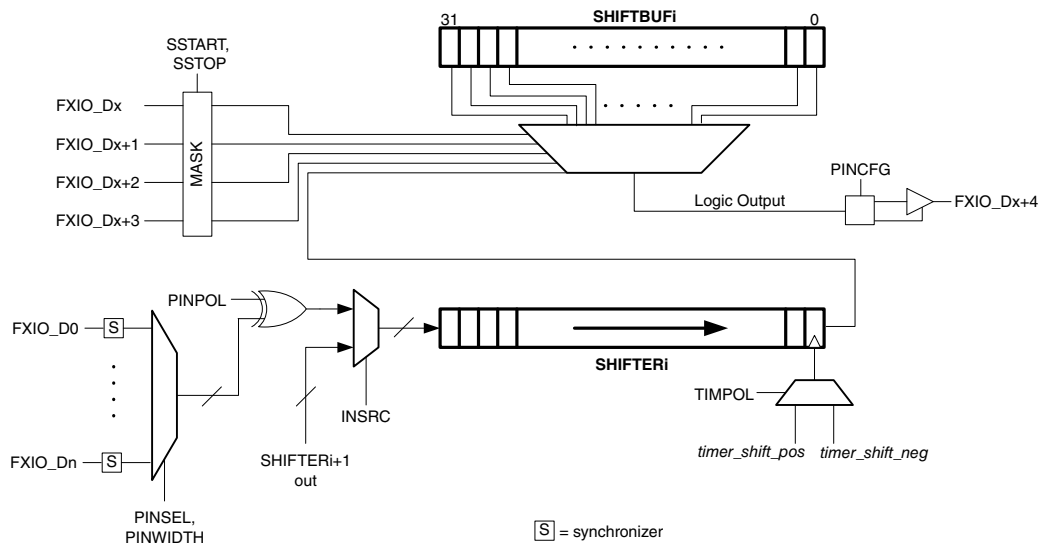 SHIFTBUFi
31
0
SSTART,
SSTOP
FXIO_Dx
FXIO_Dx+1
FXIO_Dx+2
FXIO_Dx+3
MASK
PINCFG
Logic Output
FXIO_Dx+4
PINPOL
FXIO_D0
S
SHIFTERi
TIMPOL
INSRC
SHIFTERi+1
out
timer_shift_pos
timer_shift_neg
FXIO_Dn
S
PINSEL,
PINWIDTH
S = synchronizer